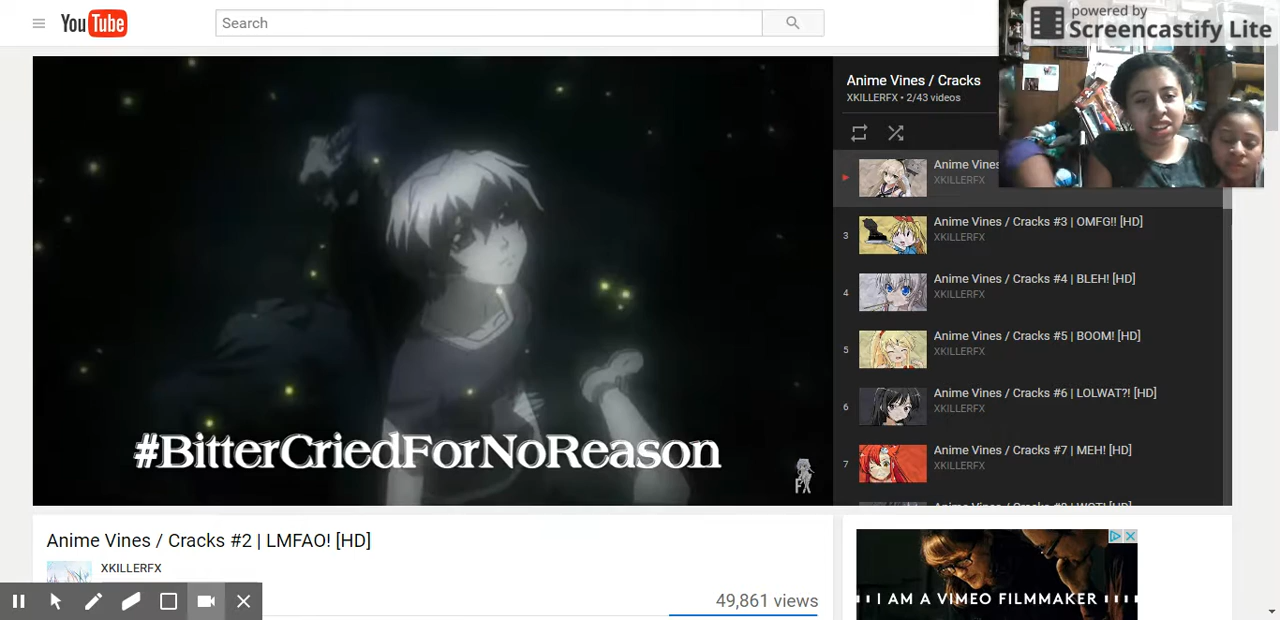 YouTube
Search
powered by
Screencastify Lite
#BitterCriedForNoReason
FX
Anime Vines / Cracks
XKILLERFX • 2/43 videos
Anime Vines
XKILLERFX
3
Anime Vines / Cracks #3 | OMFG!! [HD]
XKILLERFX
4
Anime Vines / Cracks #4 | BLEH! [HD]
XKILLERFX
5
Anime Vines / Cracks #5 | BOOM! [HD]
XKILLERFX
6
Anime Vines / Cracks #6 | LOLWAT?! [HD]
XKILLERFX
7
Anime Vines / Cracks #7 | MEH! [HD]
XKILLERFX
Anime Vines / Cracks #2 | LMFAO! [HD]
XKILLERFX
49,861 views
I AM A VIMEO FILMMAKER